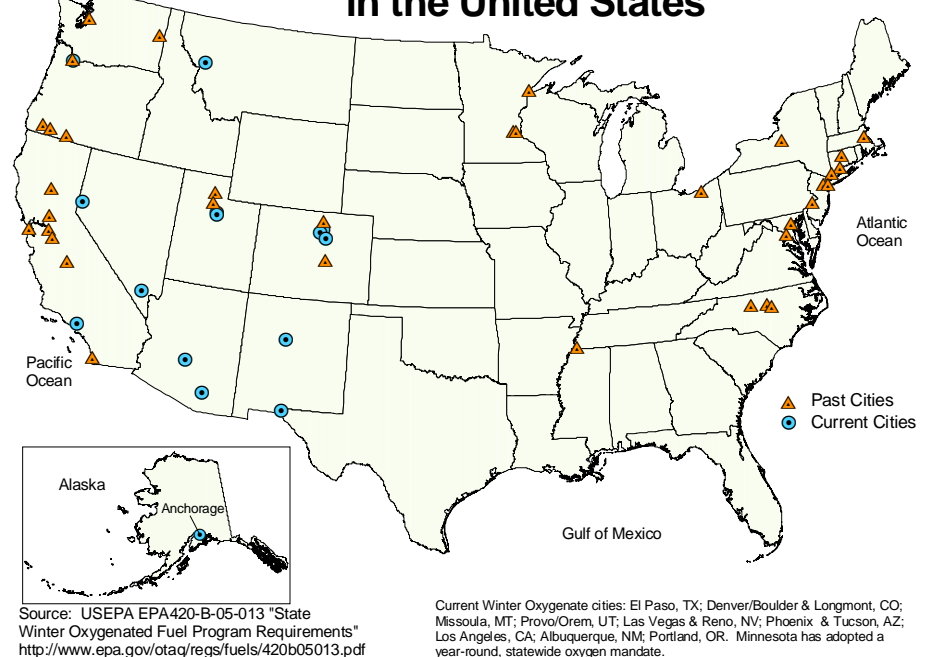 in the United States
Atlantic
Ocean
Pacific
Ocean
Past Cities
Current Cities
Alaska
Anchorage
Gulf of Mexico
Source: USEPA EPA420-B-05-013 "State
Winter Oxygenated Fuel Program Requirements"
http://www.epa.gov/otaq/regs/fuels/420b05013.pdf
Current Winter Oxygenate cities: El Paso, TX; Denver/Boulder & Longmont, CO;
Missoula, MT; Provo/Orem, UT; Las Vegas & Reno, NV; Phoenix & Tucson, AZ;
Los Angeles, CA; Albuquerque, NM; Portland, OR. Minnesota has adopted a
year-round, statewide oxygen mandate.